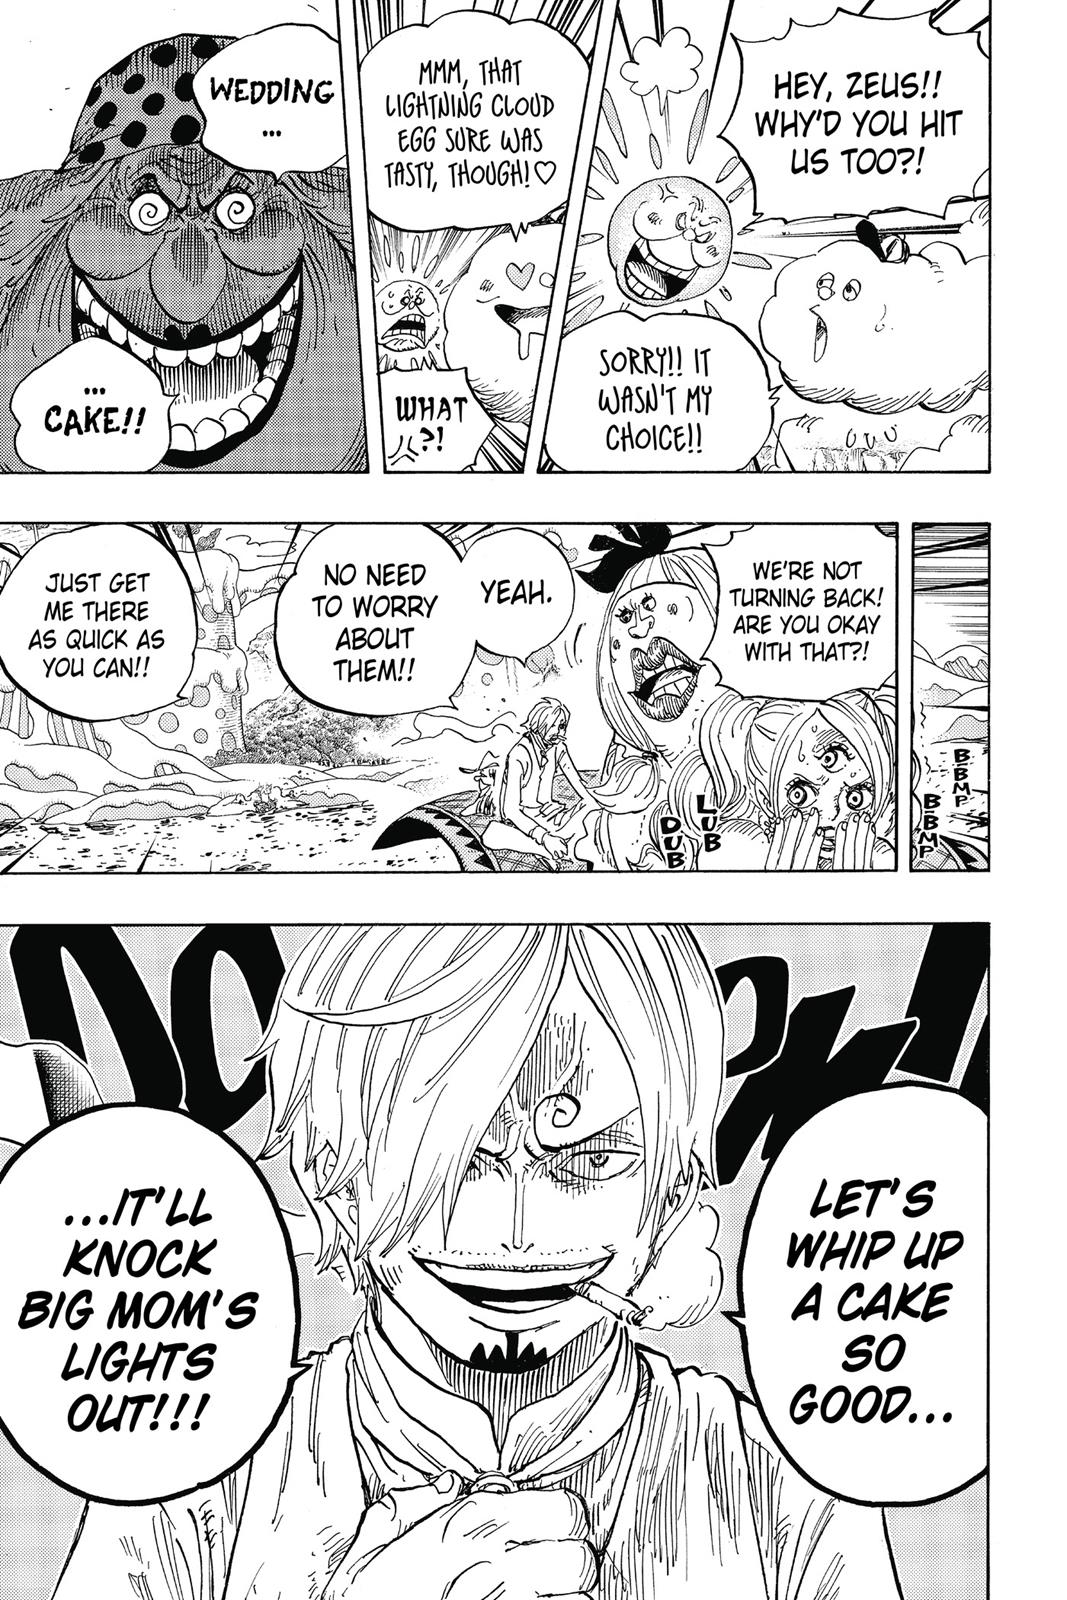 HEY, ZEUS!!
WHY'D YOU HIT
US TOO?!
SORRY!! IT
WASN'T MY
CHOICE!!
MMM, THAT
LIGHTNING CLOUD
EGG SURE WAS
TASTY, THOUGH!♡
WHAT
?!
WEDDING
...
...
CAKE!!
BBMP
BBMP
WE'RE NOT
TURNING BACK!
ARE YOU OKAY
WITH THAT?!
LUB
DUB
YEAH.
NO NEED
TO WORRY
ABOUT
THEM!!
JUST GET
ME THERE
AS QUICK AS
YOU CAN!!
LET'S
WHIP UP
A CAKE
SO
GOOD...
...IT'LL
KNOCK
BIG MOM'S
LIGHTS
OUT!!!